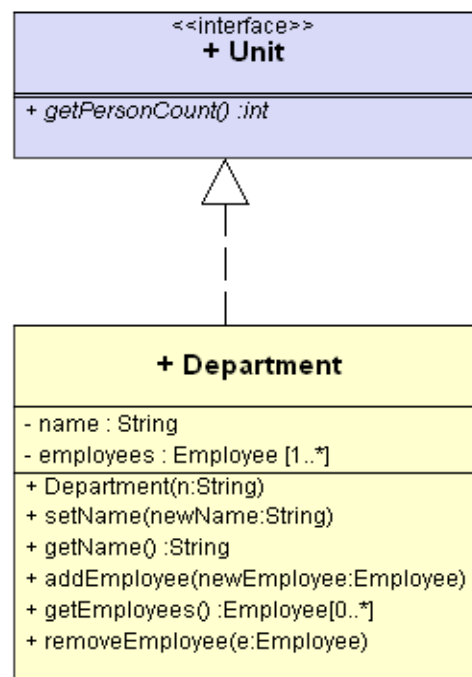 <<interface>>
+ Unit
+ getPersonCount() :int
+ Department
- name : String
- employees : Employee [1..*]
+ Department(n:String)
+ setName(newName:String)
+ getName() :String
+ addEmployee(newEmployee:Employee)
+ getEmployees() :Employee[0..*]
+ removeEmployee(e:Employee)